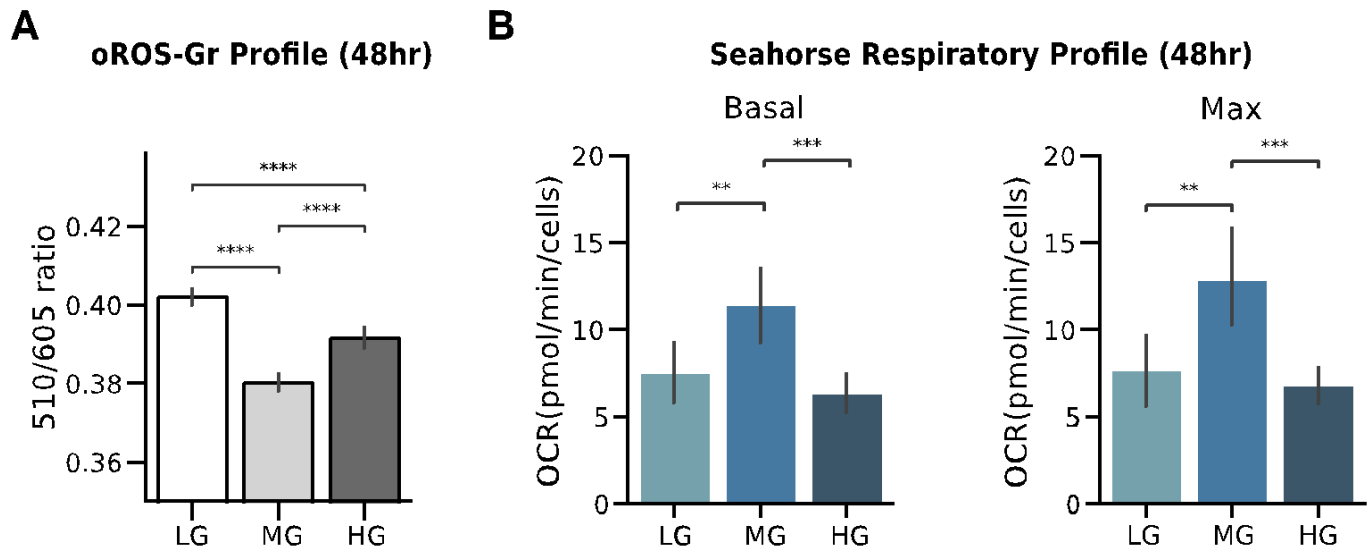 A
oROS-Gr Profile (48hr)
510/605 ratio
0.42
0.40
0.38
0.36
****
****
****
LG MG HG
B
Seahorse Respiratory Profile (48hr)
Basal
OCR(pmol/min/cells)
20
15
10
5
0
***
**
LG MG HG
Max
OCR(pmol/min/cells)
20
15
10
5
0
***
**
LG MG HG